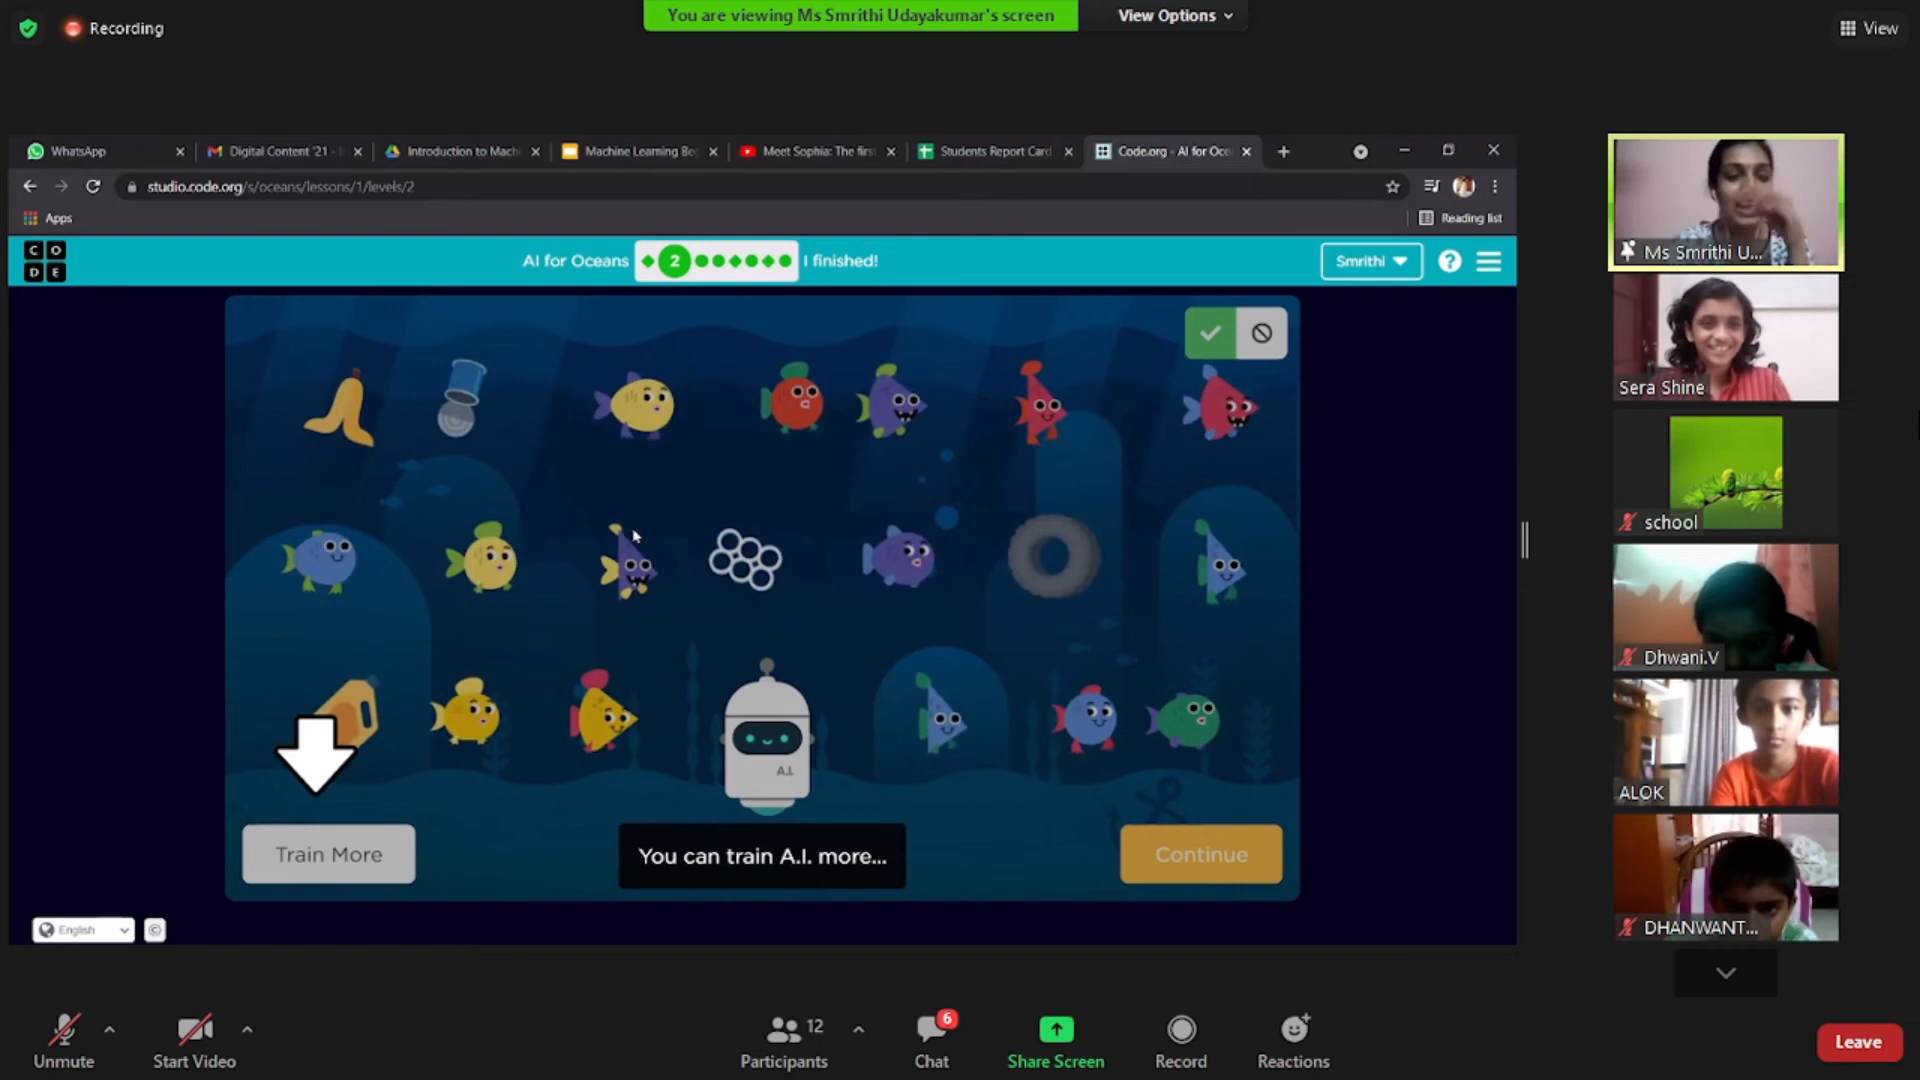 Recording
You are viewing Ms Smrithi Udayakumar's screen
View Options
View
WhatsApp
Digital Content '21 -
Introduction to Machi
Machine Learning Beg
Meet Sophia: The first
Students Report Card
Code.org - AI for Oce
studio.code.org/s/oceans/lessons/1/levels/2
Apps
Reading list
CO
DE
AI for Oceans
2
I finished!
Smrithi
?
A.I.
Train More
You can train A.I. more...
Continue
English
©
Ms Smrithi U...
Sera Shine
school
Dhwani.V
ALOK
DHANWANT...
Unmute
Start Video
12
Participants
6
Chat
Share Screen
Record
Reactions
Leave